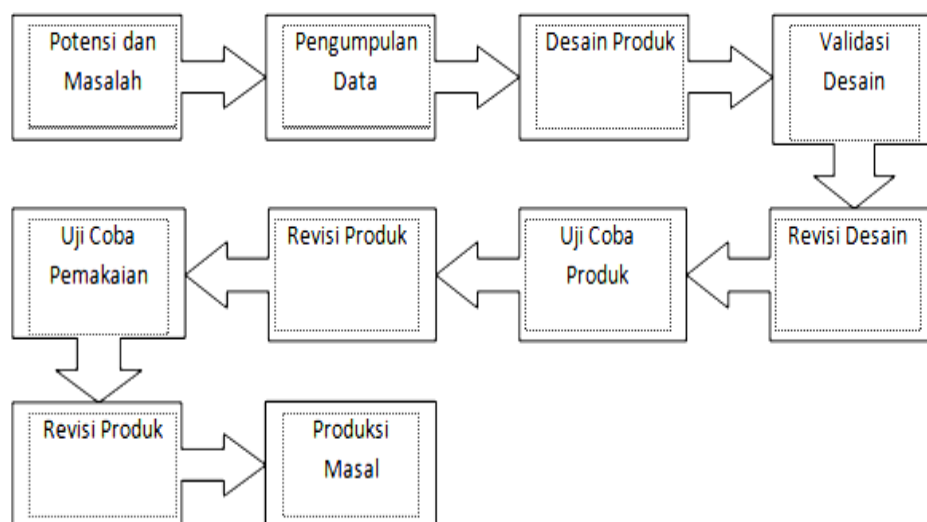 Potensi dan
Masalah
Pengumpulan
Data
Desain Produk
Validasi
Desain
Revisi Desain
Uji Coba
Produk
Revisi Produk
Uji Coba
Pemakaian
Revisi Produk
Produksi
Masal